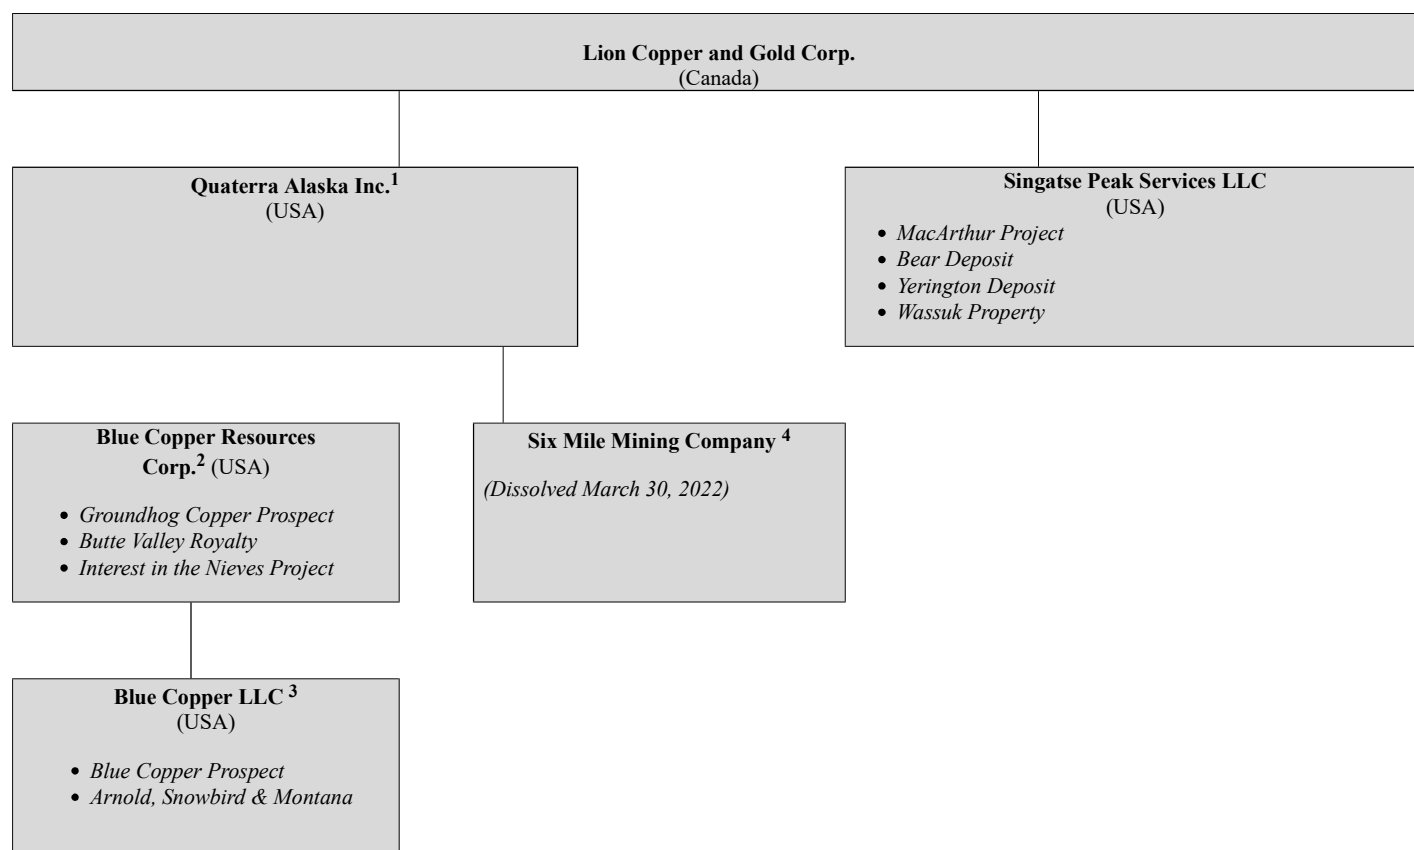 Lion Copper and Gold Corp.
(Canada)
Quaterra Alaska Inc.1
(USA)
Singatse Peak Services LLC
(USA)
• MacArthur Project
• Bear Deposit
• Yerington Deposit
• Wassuk Property
Blue Copper Resources
Corp.2 (USA)
• Groundhog Copper Prospect
• Butte Valley Royalty
• Interest in the Nieves Project
Six Mile Mining Company 4
(Dissolved March 30, 2022)
Blue Copper LLC 3
(USA)
• Blue Copper Prospect
• Arnold, Snowbird & Montana